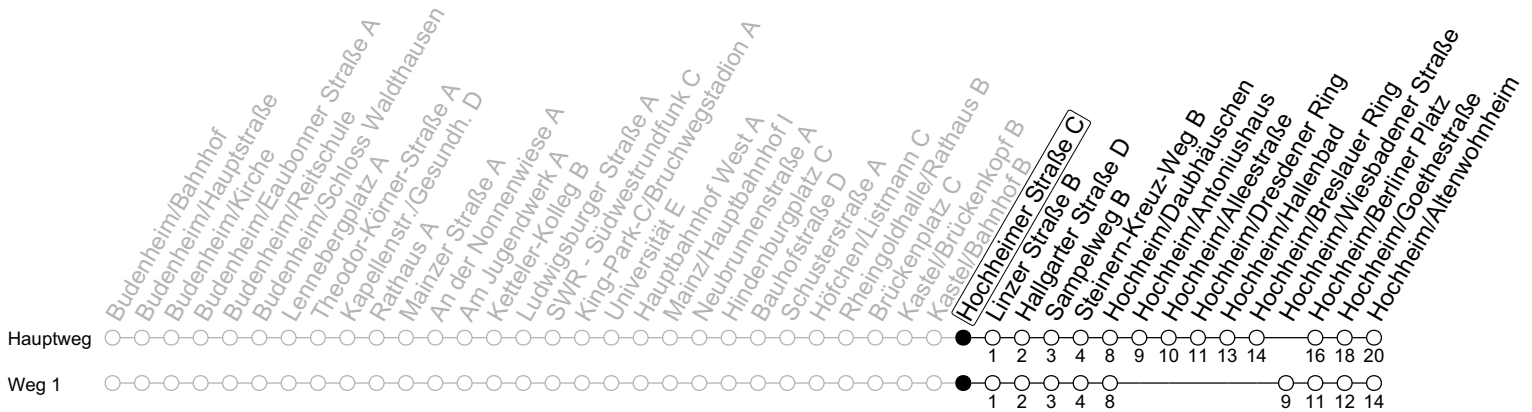 Budenheim/Bahnhof
Budenheim/Hauptstraße
Budenheim/Kirche
Budenheim/Eaubonner Straße A
Budenheim/Reitschule
Budenheim/Schloss Waldthausen
Lennebergplatz A
Theodor-Körner-Straße A
Kapellenstr./Gesundh. D
Rathaus A
Mainzer Straße A
An der Nonnenwiese A
Am Jugendwerk A
Ketteler-Kolleg B
Ludwigsburger Straße A
SWR - Südwestrundfunk C
King-Park-C/Bruchwegstadion A
Universität E
Hauptbahnhof West A
Mainz/Hauptbahnhof I
Neubrunnenstraße A
Hindenburgplatz C
Bauhofstraße D
Schusterstraße A
Höfchen/Listmann C
Rheingoldhalle/Rathaus B
Brückenplatz C
Kastel/Brückenkopf B
Kastel/Bahnhof B
Hochheimer Straße C
Linzer Straße B
Hallgarter Straße D
Sampelweg B
Steinern-Kreuz-Weg B
Hochheim/Daubhäuschen
Hochheim/Antoniushaus
Hochheim/Alleestraße
Hochheim/Dresdener Ring
Hochheim/Hallenbad
Hochheim/Breslauer Ring
Hochheim/Wiesbadener Straße
Hochheim/Berliner Platz
Hochheim/Goethestraße
Hochheim/Altenwohnheim
Hauptweg
1 2 3 4 8 9 10 11 13 14 16 18 20
Weg 1
1 2 3 4 8 9 11 12 14